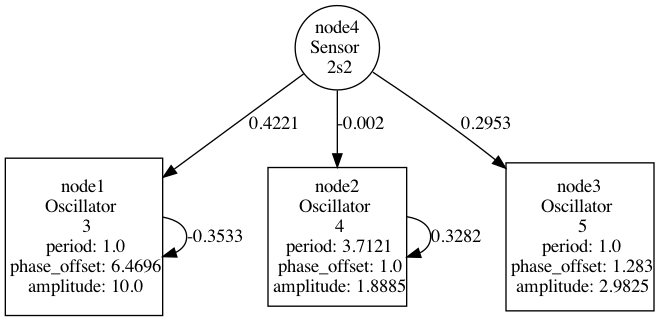 node4
Sensor
2s2
0.4221
-0.002
0.2953
node1
Oscillator
3
period: 1.0
phase_offset: 6.4696
amplitude: 10.0
-0.3533
node2
Oscillator
4
period: 3.7121
phase_offset: 1.0
amplitude: 1.8885
0.3282
node3
Oscillator
5
period: 1.0
phase_offset: 1.283
amplitude: 2.9825